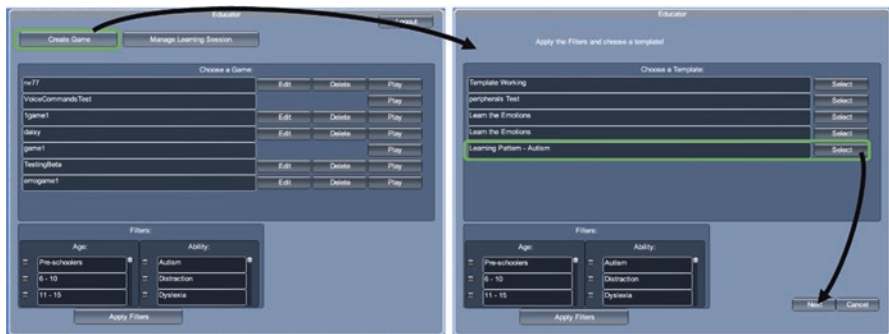 Educator
Logout
Create Game
Manage Learning Session
Choose a Game:
nv77 Edit Delete Play
VoiceCommandsTest Play
1game1 Edit Delete Play
daisy Edit Delete Play
game1 Play
TestingBeta Edit Delete Play
emogame1 Edit Delete Play
Filters:
Age: Ability:
Pre-schoolers Autism
6 - 10 Distraction
11 - 15 Dyslexia
Apply Filters
Educator
Apply the Filters and choose a template!
Choose a Template:
Template Working Select
peripherals Test Select
Learn the Emotions Select
Learn the Emotions Select
Learning Pattern - Autism Select
Filters:
Age: Ability:
Pre-schoolers Autism
6 - 10 Distraction
11 - 15 Dyslexia
Apply Filters
Next Cancel